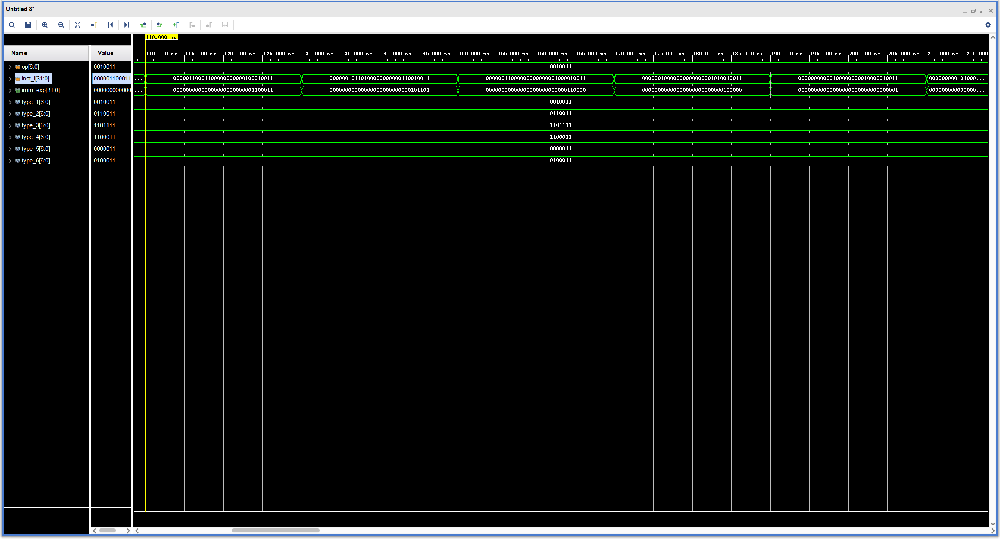 Untitled 3*
110.000 ns
Name Value 110.000 ns 115.000 ns 120.000 ns 125.000 ns 130.000 ns 135.000 ns 140.000 ns 145.000 ns 150.000 ns 155.000 ns 160.000 ns 165.000 ns 170.000 ns 175.000 ns 180.000 ns 185.000 ns 190.000 ns 195.000 ns 200.000 ns 205.000 ns 210.000 ns 215.000
op[6:0] 0010011 0010011
inst_i[31:0] 000001100011 ... 00000110001100000000000100010011 00000010110100000000000110010011 00000011000000000000001000010011 00000010000000000000001010010011 00000000000100000000010000010011 000000000101000...
imm_exp[31:0] 000000000000 ... 00000000000000000000000001100011 00000000000000000000000000101101 00000000000000000000000000110000 00000000000000000000000000100000 00000000000000000000000000000001 000000000000000...
type_1[6:0] 0010011 0010011
type_2[6:0] 0110011 0110011
type_3[6:0] 1101111 1101111
type_4[6:0] 1100011 1100011
type_5[6:0] 0000011 0000011
type_6[6:0] 0100011 0100011